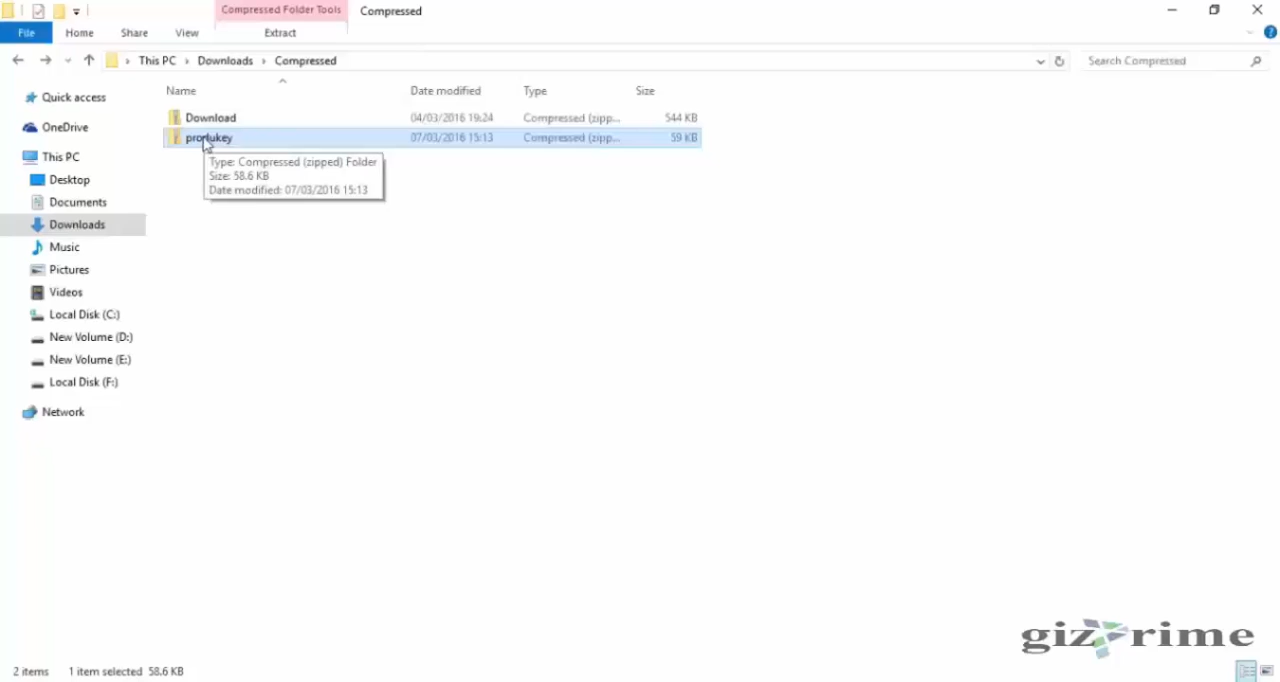 Compressed Folder Tools Compressed
File Home Share View Extract
This PC Downloads Compressed Search Compressed
Name Date modified Type Size
Quick access
Download 04/03/2016 19:24 Compressed (zipp... 544 KB
OneDrive
produkey 07/03/2016 15:13 Compressed (zipp... 59 KB
This PC
Type: Compressed (zipped) Folder
Size: 58.6 KB
Date modified: 07/03/2016 15:13
Desktop
Documents
Downloads
Music
Pictures
Videos
Local Disk (C:)
New Volume (D:)
New Volume (E:)
Local Disk (F:)
Network
gizprime
2 items 1 item selected 58.6 KB